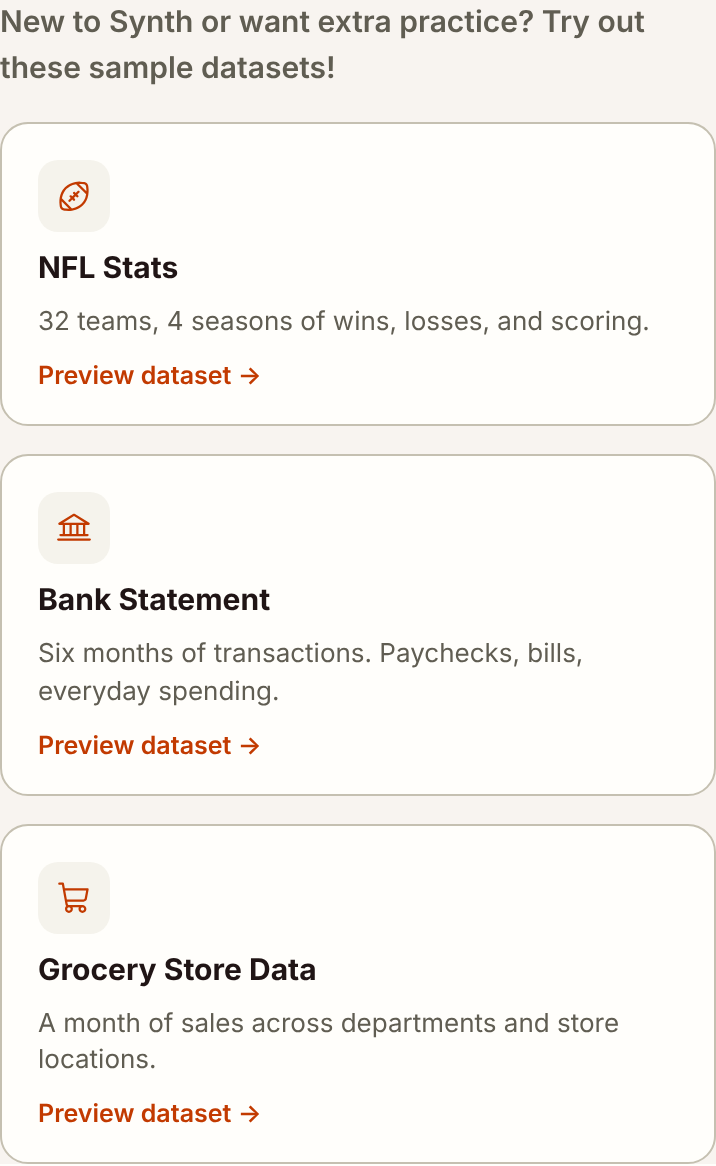 New to Synth or want extra practice? Try out
these sample datasets!
NFL Stats
32 teams, 4 seasons of wins, losses, and scoring.
Preview dataset →
Bank Statement
Six months of transactions. Paychecks, bills,
everyday spending.
Preview dataset →
Grocery Store Data
A month of sales across departments and store
locations.
Preview dataset →